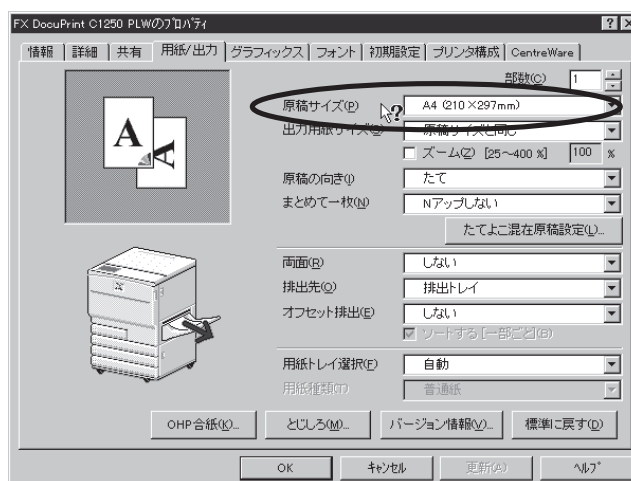 FX DocuPrint C1250 PLWのプロパティ
情報 詳細 共有 用紙/出力 グラフィックス フォント 初期設定 プリンタ構成 CentreWare
部数(C) 1
原稿サイズ(P) A4 (210×297mm)
出力用紙サイズ(S) 原稿サイズと同じ
ズーム(Z) [25～400 %] 100 %
原稿の向き(I) たて
まとめて一枚(N) Nアップしない
たてよこ混在原稿設定(L)...
両面(R) しない
排出先(O) 排出トレイ
オフセット排出(E) しない
ソートする [一部ごと](B)
用紙トレイ選択(F) 自動
用紙種類(T) 普通紙
OHP合紙(K)... とじしろ(M)... バージョン情報(V)... 標準に戻す(D)
OK キャンセル 更新(A) ヘルプ